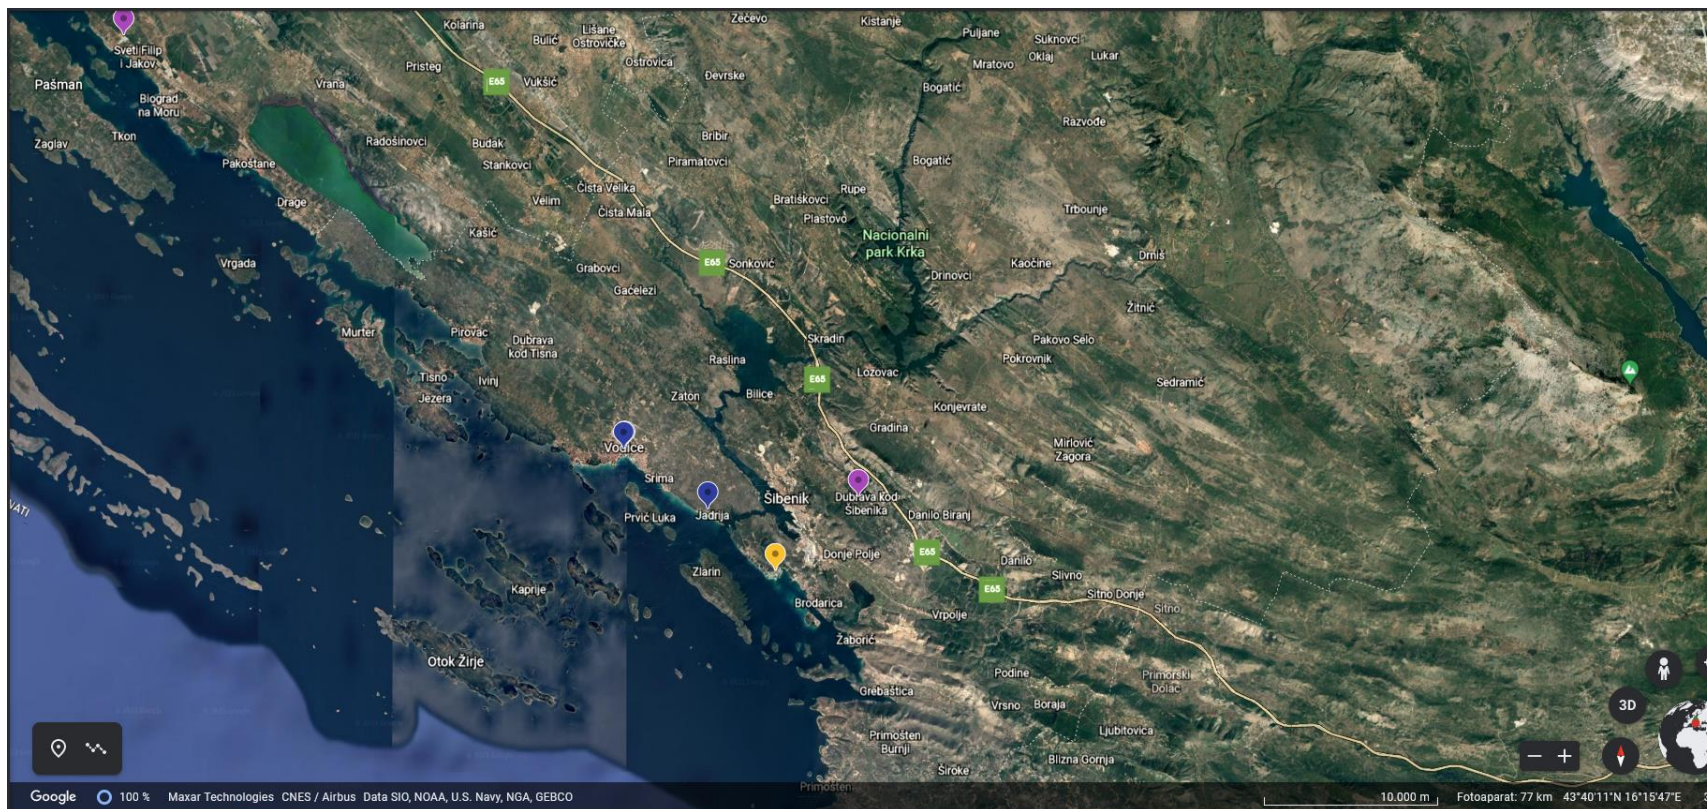 Kolarina
Lišane
Ostrovičke
Zečevo
Kistanje
Bulić
Puljane
Suknovci
Sveti Filip
i Jakov
Pristeg
Ostrovica
Mratovo
Oklaj
Lukar
Pašman
Vrana
E65
Vukšić
Đevrske
Bogatić
Biograd
na Moru
Razvođe
Zaglav
Tkon
Radošinovci
Budak
Bribir
Pakoštane
Stankovci
Piramatovci
Bogatić
Drage
Velim
Čista Velika
Čista Mala
Bratiškovci
Rupe
Plastovo
Trbounje
Kašić
Nacionalni
park Krka
Vrgada
Grabovci
E65
Sonković
Drinovci
Kaočine
Drniš
Gaćelezi
Žitnić
Murter
Pirovac
Dubrava
kod Tisna
Skradin
Pakovo Selo
Raslina
Pokrovnik
Tisno
Ivinj
E65
Lozovac
Sedramić
Jezera
Zaton
Bilice
Konjevrate
Gradina
Vodice
Mirlović
Zagora
Srima
Šibenik
Dubrava kod
Šibenika
VATI
Prvić Luka
Jadrija
Danilo Biranj
Donje Polje
E65
Danilo
Zlarin
Slivno
Kaprije
E65
Sitno Donje
Sitno
Brodarica
Vrpolje
Žaborić
Otok Žirje
Podine
Primorski
Dolac
Grebaštica
Vrsno
Boraja
3D
Primošten
Burnji
Ljubitovica
Blizna Gornja
Široke
Primošten
Google
100 %
Maxar Technologies CNES / Airbus Data SIO, NOAA, U.S. Navy, NGA, GEBCO
10.000 m
Fotoaparat: 77 km 43°40'11"N 16°15'47"E